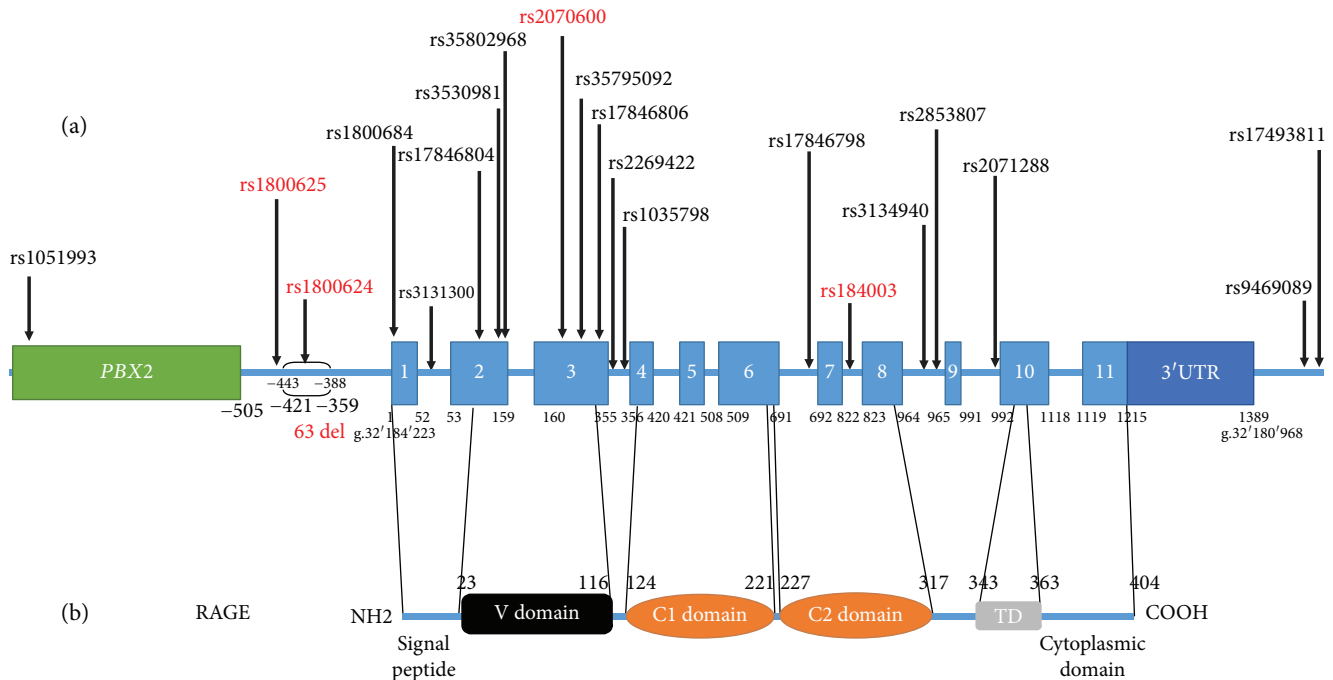 (a)
rs2070600
rs35802968
rs35795092
rs3530981
rs17846806
rs2853807
rs17493811
rs1800684
rs17846804
rs2269422
rs17846798
rs2071288
rs1800625
rs1035798
rs3134940
rs1051993
rs1800624
rs3131300
rs184003
rs9469089
PBX2
1
2
3
4
5
6
7
8
9
10
11
3′UTR
−443
−388
−505
−421
−359
63 del
1
52
53
159
160
355
356
420
421
508
509
691
692
822
823
964
965
991
992
1118
1119
1215
1389
g.32′184′223
g.32′180′968
23
116
124
221
227
317
343
363
404
(b)
RAGE
NH2
V domain
C1 domain
C2 domain
TD
COOH
Signal
peptide
Cytoplasmic
domain